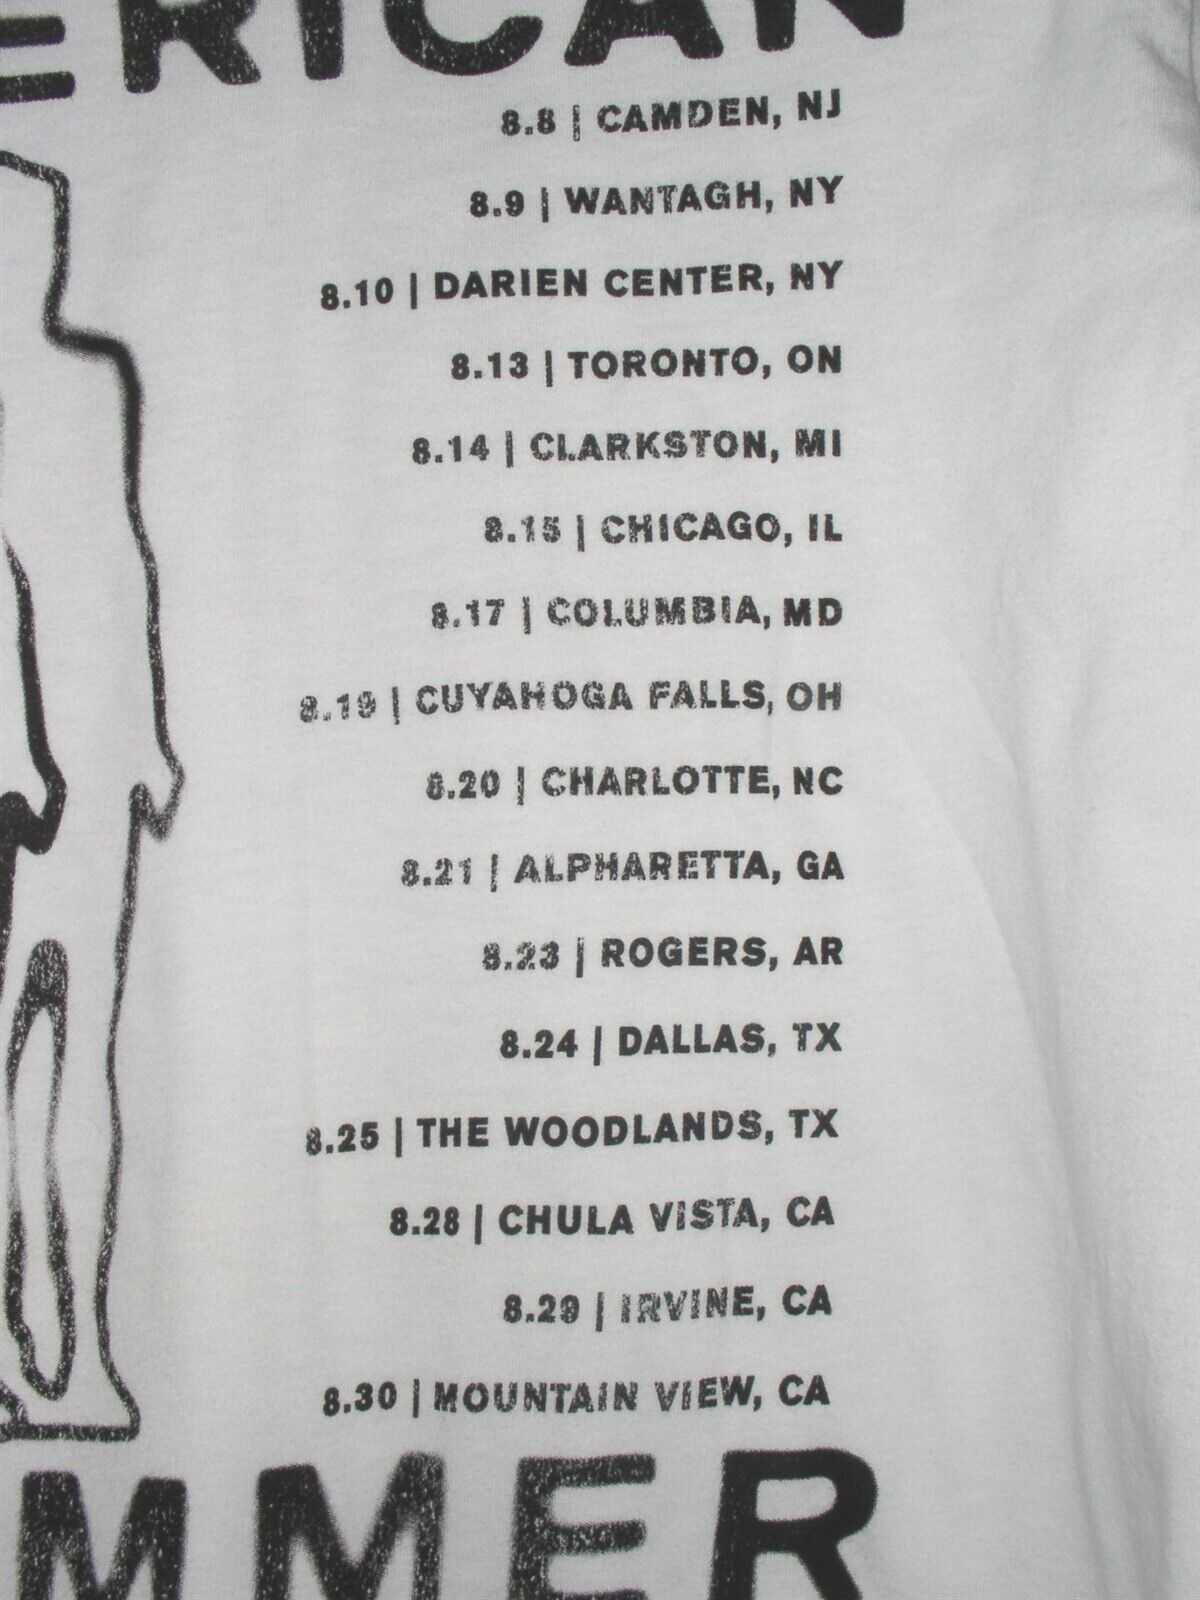 ERICAN
8.8 | CAMDEN, NJ
8.9 | WANTAGH, NY
8.10 | DARIEN CENTER, NY
8.13 | TORONTO, ON
8.14 | CLARKSTON, MI
8.15 | CHICAGO, IL
8.17 | COLUMBIA, MD
8.19 | CUYAHOGA FALLS, OH
8.20 | CHARLOTTE, NC
8.21 | ALPHARETTA, GA
8.23 | ROGERS, AR
8.24 | DALLAS, TX
8.25 | THE WOODLANDS, TX
8.28 | CHULA VISTA, CA
8.29 | IRVINE, CA
8.30 | MOUNTAIN VIEW, CA
MMER